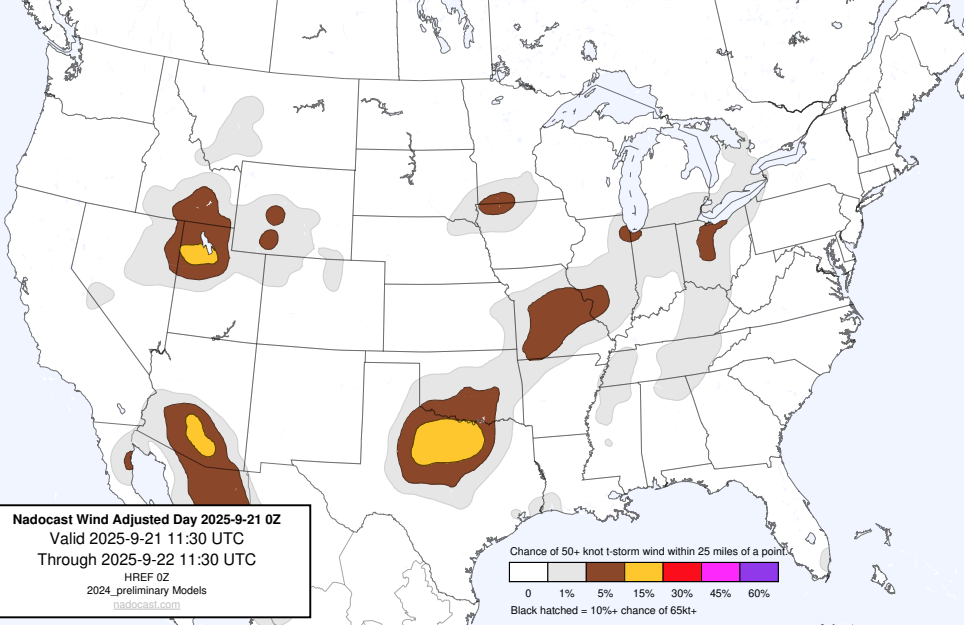 Nadocast Wind Adjusted Day 2025-9-21 0Z
Valid 2025-9-21 11:30 UTC
Through 2025-9-22 11:30 UTC
HREF 0Z
2024_preliminary Models
nadocast.com
Chance of 50+ knot t-storm wind within 25 miles of a point.
0 1% 5% 15% 30% 45% 60%
Black hatched = 10%+ chance of 65kt+